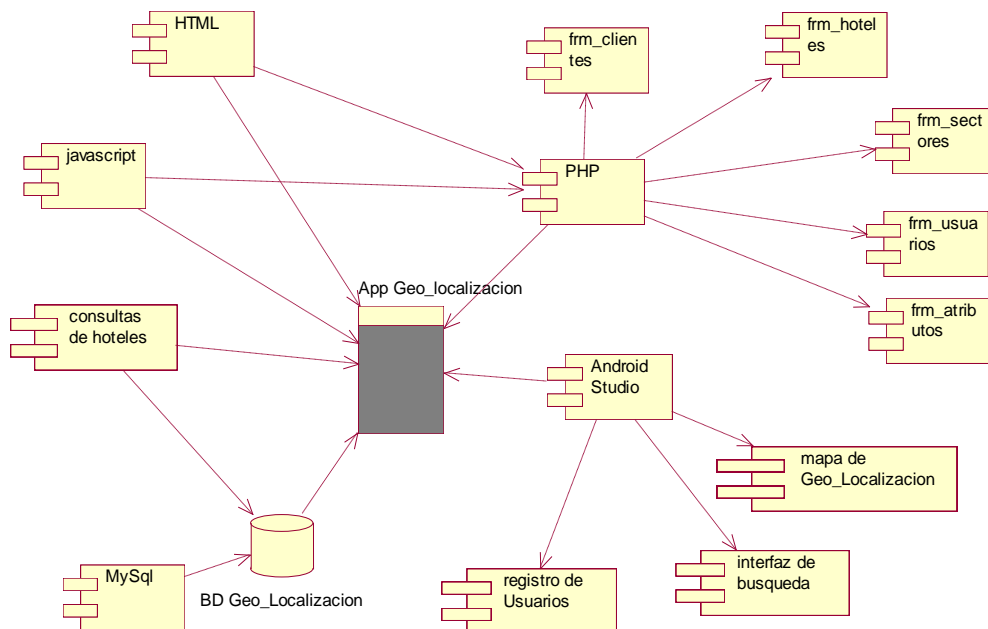 HTML
frm_clien
tes
frm_hotel
es
javascript
PHP
frm_sect
ores
frm_usua
rios
App Geo_localizacion
consultas
de hoteles
frm_atrib
utos
Android
Studio
mapa de
Geo_Localizacion
MySql
BD Geo_Localizacion
registro de
Usuarios
interfaz de
busqueda